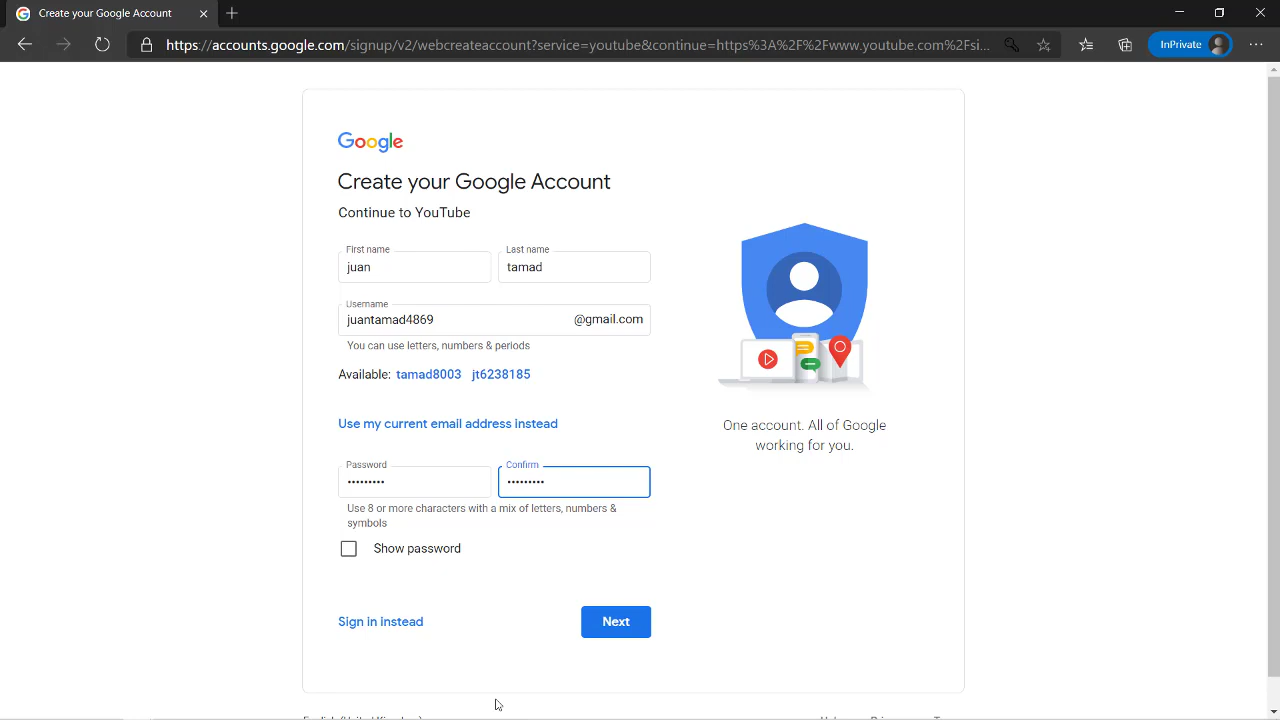 Create your Google Account
https://accounts.google.com/signup/v2/webcreateaccount?service=youtube&continue=https%3A%2F%2Fwww.youtube.com%2Fsi...
InPrivate
Google
Create your Google Account
Continue to YouTube
First name
Last name
juan
tamad
Username
juantamad4869
@gmail.com
You can use letters, numbers & periods
Available: tamad8003 jt6238185
Use my current email address instead
One account. All of Google
working for you.
Password
Confirm
•••••••••
•••••••••
Use 8 or more characters with a mix of letters, numbers &
symbols
Show password
Sign in instead
Next